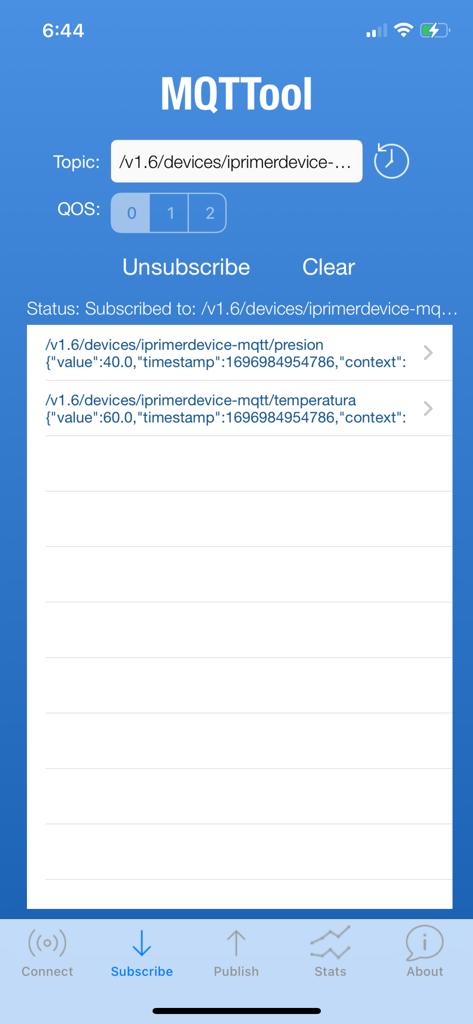 6:44
MQTTool
Topic: /v1.6/devices/iprimerdevice-...
QOS: 0 1 2
Unsubscribe Clear
Status: Subscribed to: /v1.6/devices/iprimerdevice-mq...
/v1.6/devices/iprimerdevice-mqtt/presion
{"value":40.0,"timestamp":1696984954786,"context":
/v1.6/devices/iprimerdevice-mqtt/temperatura
{"value":60.0,"timestamp":1696984954786,"context":
Connect Subscribe Publish Stats About